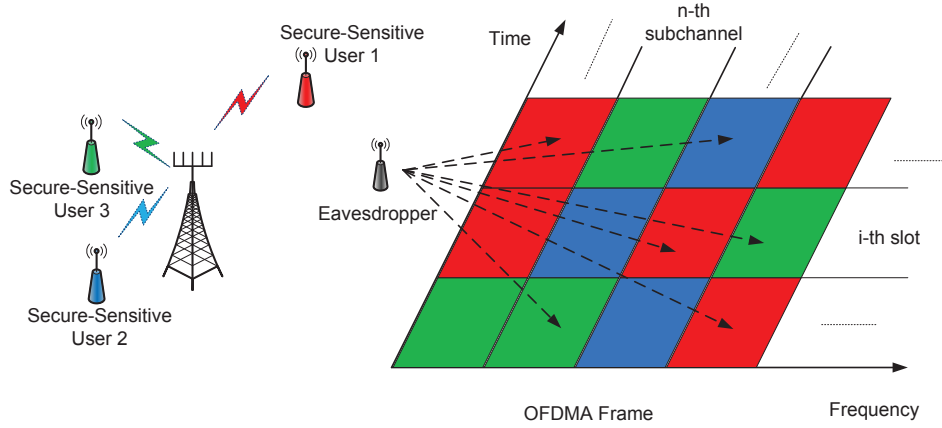 Secure-Sensitive
User 1
Secure-Sensitive
User 3
Secure-Sensitive
User 2
Eavesdropper
Time
n-th
subchannel
i-th slot
OFDMA Frame
Frequency